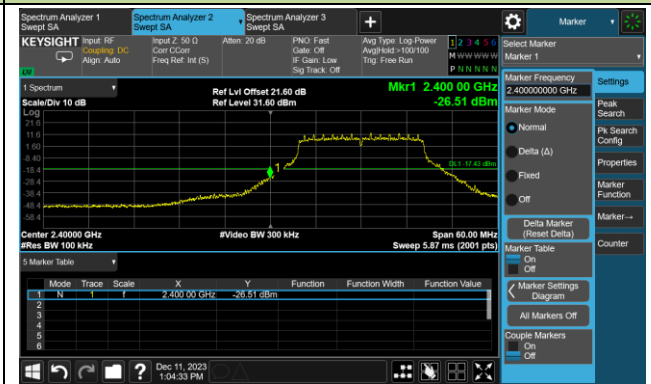 Spectrum Analyzer 1
Swept SA
Spectrum Analyzer 2
Swept SA
Spectrum Analyzer 3
Swept SA
+
Marker
KEYSIGHT
Input: RF
Coupling: DC
Align: Auto
Input Z: 50 Ω
Corr CCorr
Freq Ref: Int (S)
Atten: 20 dB
PNO: Fast
Gate: Off
IF Gain: Low
Sig Track: Off
Avg Type: Log-Power
Avg|Hold:>100/100
Trig: Free Run
1 2 3 4 5 6
M W W W W W
P N N N N N
Select Marker
Marker 1
1 Spectrum
Scale/Div 10 dB
Log
Ref Lvl Offset 21.60 dB
Ref Level 31.60 dBm
Mkr1 2.400 00 GHz
-26.51 dBm
21.6
11.6
1.60
-8.40
-18.4
-28.4
-38.4
-48.4
-58.4
1
DL1 -17.43 dBm
Center 2.40000 GHz
#Res BW 100 kHz
#Video BW 300 kHz
Span 60.00 MHz
Sweep 5.87 ms (2001 pts)
5 Marker Table
Mode Trace Scale X Y Function Function Width Function Value
1 N 1 f 2.400 00 GHz -26.51 dBm
2
3
4
5
6
Marker Frequency
2.400000000 GHz
Marker Mode
Normal
Delta (Δ)
Fixed
Off
Delta Marker
(Reset Delta)
Marker Table
On
Off
Marker Settings
Diagram
All Markers Off
Couple Markers
On
Off
Settings
Peak
Search
Pk Search
Config
Properties
Marker
Function
Marker→
Counter
?
Dec 11, 2023
1:04:33 PM